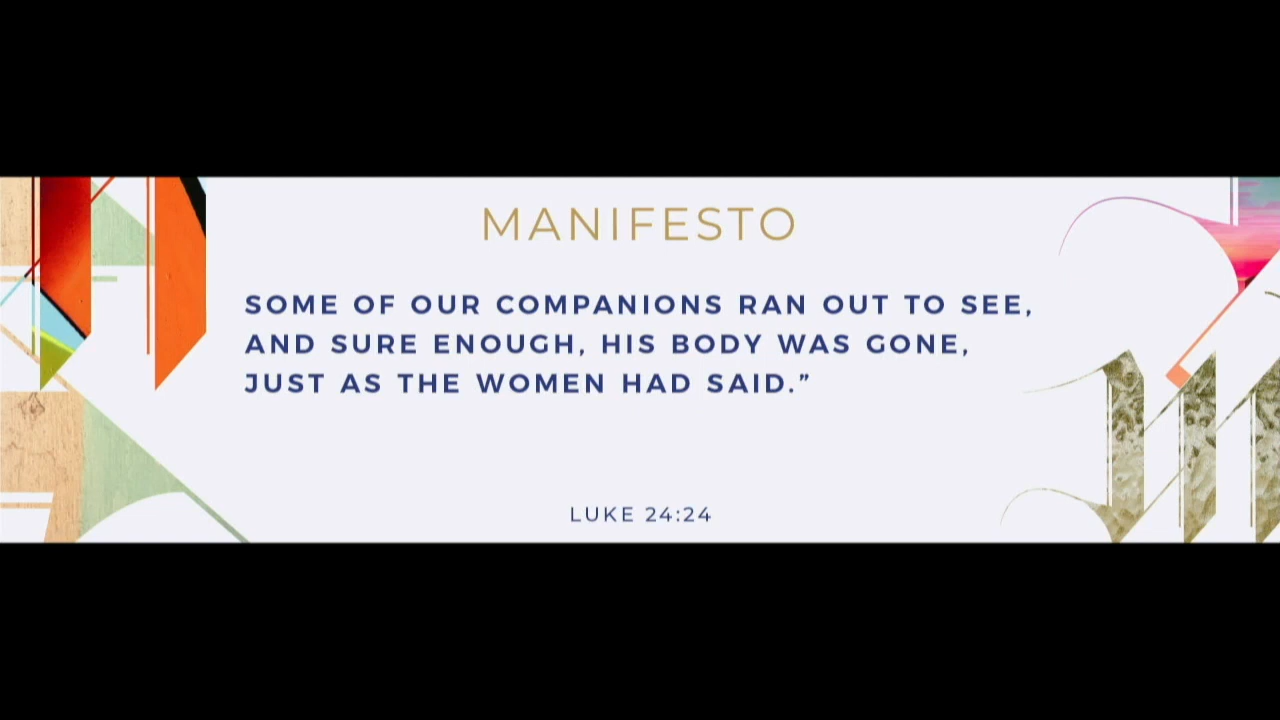 MANIFESTO
SOME OF OUR COMPANIONS RAN OUT TO SEE,
AND SURE ENOUGH, HIS BODY WAS GONE,
JUST AS THE WOMEN HAD SAID.”
LUKE 24:24